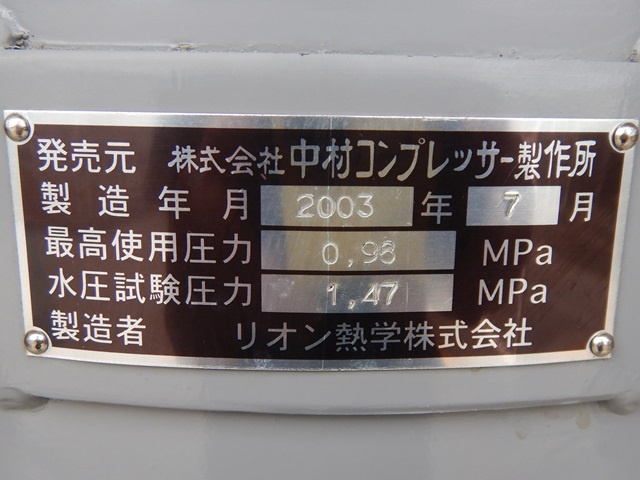 発売元 株式会社中村コンプレッサー製作所
製造年月 2003 年 7 月
最高使用圧力 0,98 MPa
水圧試験圧力 1,47 MPa
製造者 リオン熱学株式会社